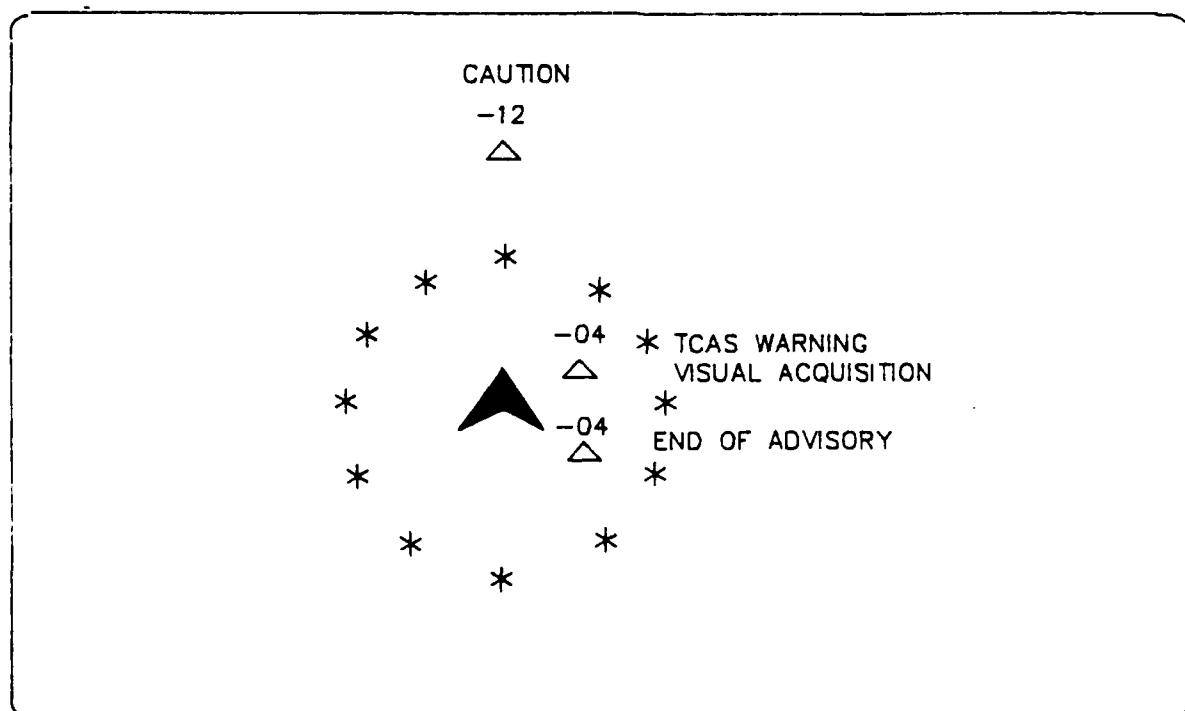 CAUTION
-12
-04
TCAS WARNING
VISUAL ACQUISITION
-04
END OF ADVISORY